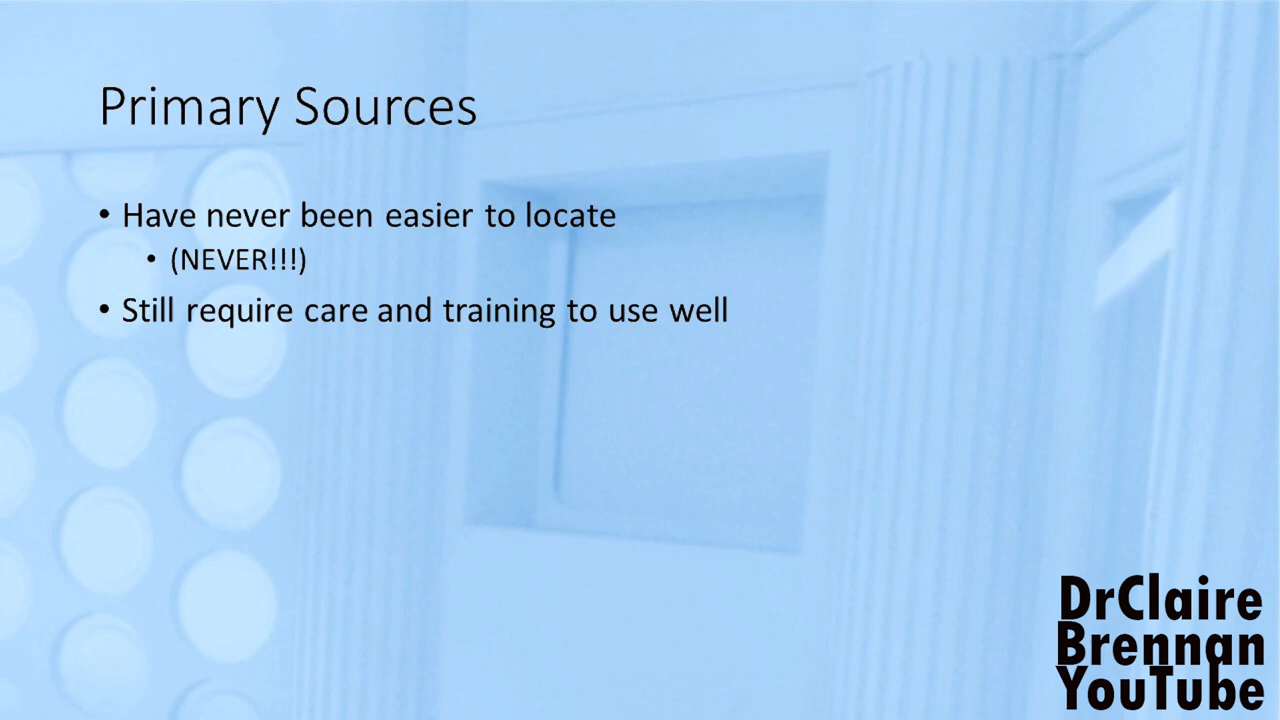 Primary Sources
• Have never been easier to locate
• (NEVER!!!)
• Still require care and training to use well
DrClaire
Brennan
YouTube